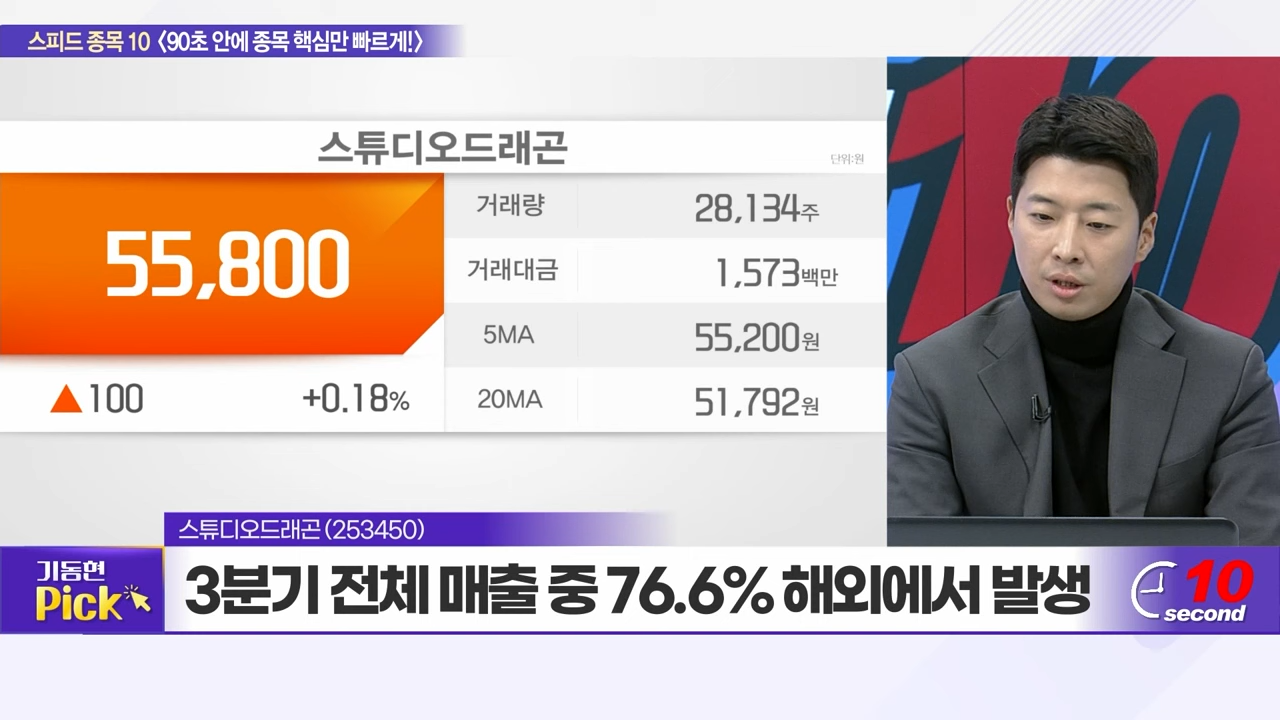 스피드 종목 10 〈90초 안에 종목 핵심만 빠르게!〉
스튜디오드래곤
단위:원
55,800
▲100 +0.18%
거래량 28,134주
거래대금 1,573백만
5MA 55,200원
20MA 51,792원
10
스튜디오드래곤(253450)
기동현
Pick
3분기 전체 매출 중 76.6% 해외에서 발생
10
second